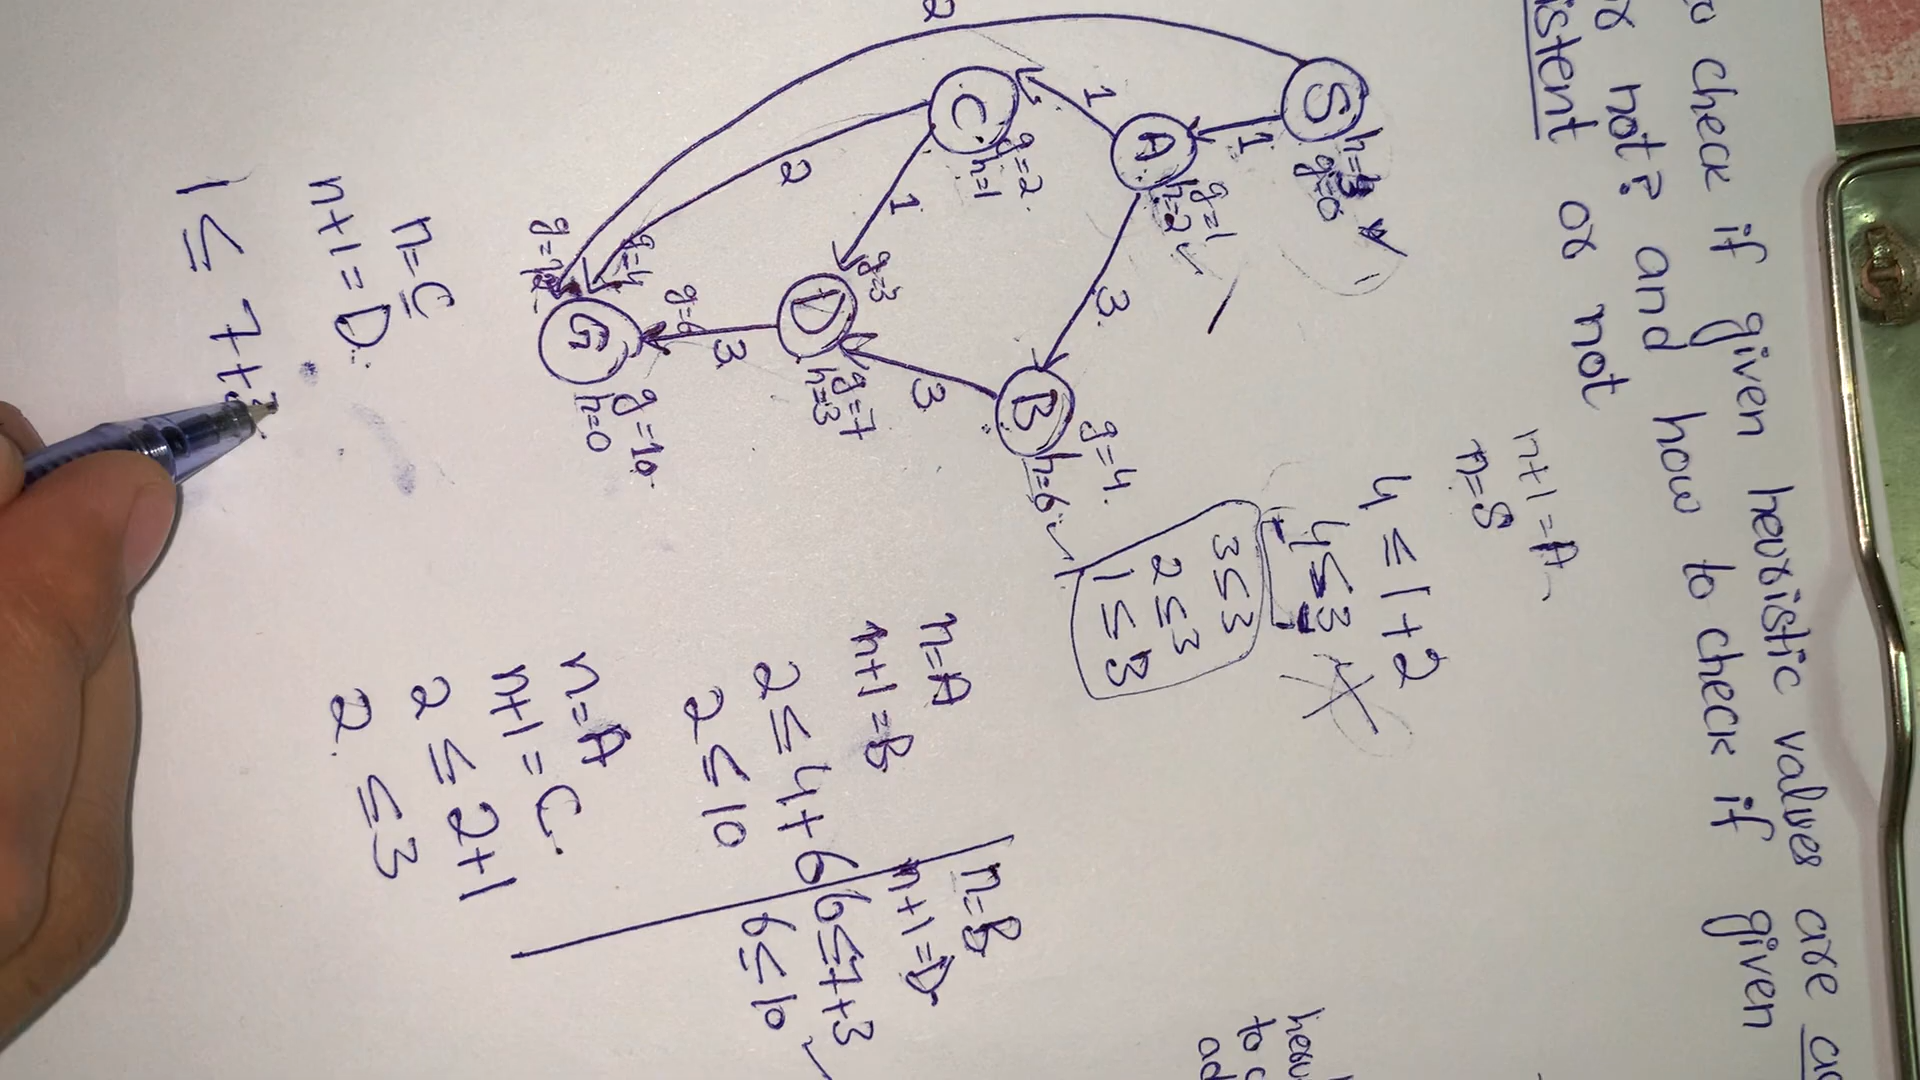 to check if given heuristic values are
or not? and how to check if given
istent or not
n+1=A
n=S
4 ≤ 1+2
4≤3
3≤3
2≤3
1≤3
S
g=0
1
A
g=1
h=2
1
3
C
g=2
h=1
B
g=4
h=6
2
1
3
D
g=3
g=7
h=3
3
G
g=4
g=10
h=0
2
n=A
n+1=B
2≤4+6
2≤10
n=B
n+1=D
6≤7+3
6≤10
n=A
n+1=C
2≤2+1
2≤3
n=C
n+1=D
1≤7+3
to